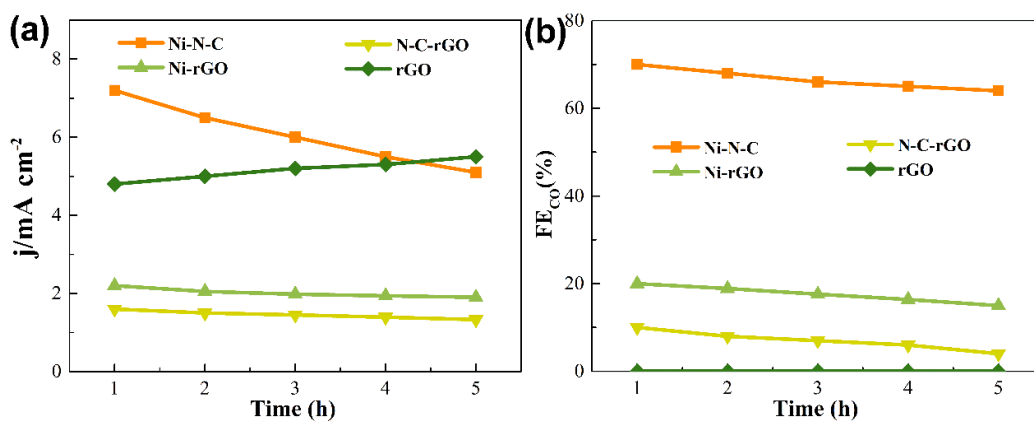 (a)
Ni-N-C
N-C-rGO
Ni-rGO
rGO
8
6
4
2
0
j/mA cm⁻²
1 2 3 4 5
Time (h)
(b)
80
60
40
20
0
FE_CO(%)
Ni-N-C
N-C-rGO
Ni-rGO
rGO
1 2 3 4 5
Time (h)